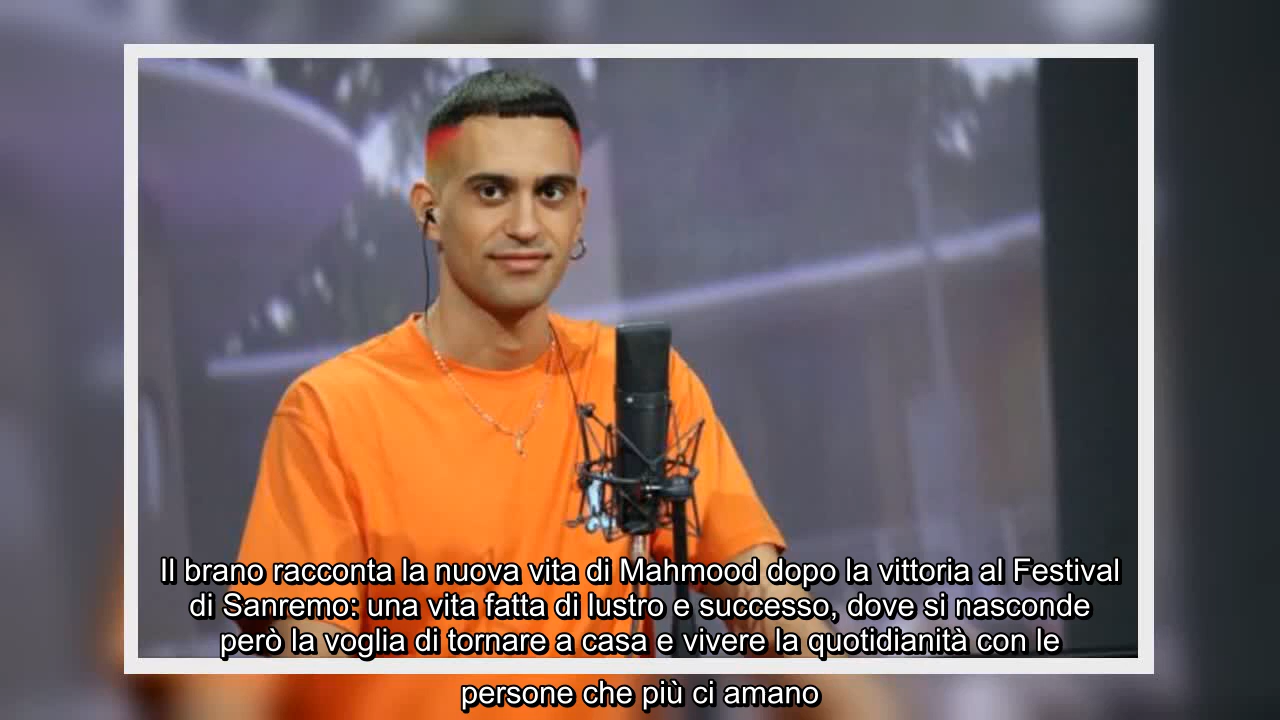 Il brano racconta la nuova vita di Mahmood dopo la vittoria al Festival
di Sanremo: una vita fatta di lustro e successo, dove si nasconde
però la voglia di tornare a casa e vivere la quotidianità con le
persone che più ci amano